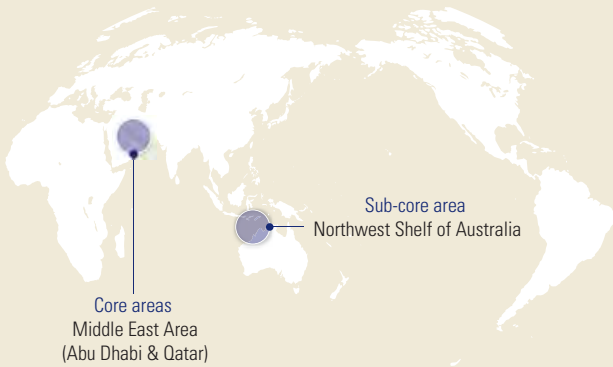 Sub-core area
Northwest Shelf of Australia
Core areas
Middle East Area
(Abu Dhabi & Qatar)